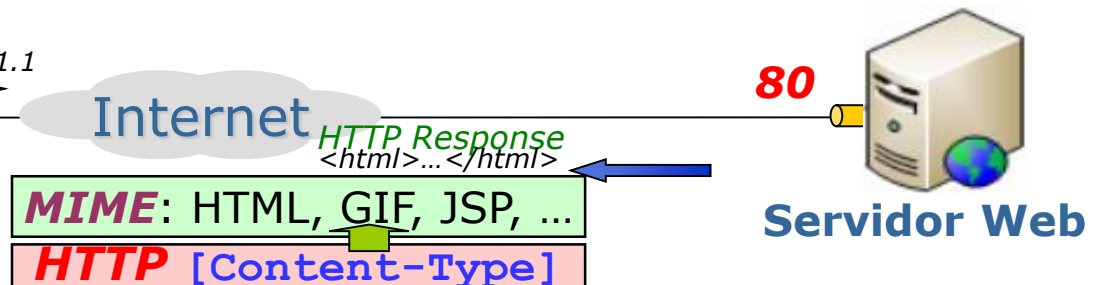 1.1
80
Internet
HTTP Response
<html>…</html>
MIME: HTML, GIF, JSP, …
Servidor Web
HTTP [Content-Type]